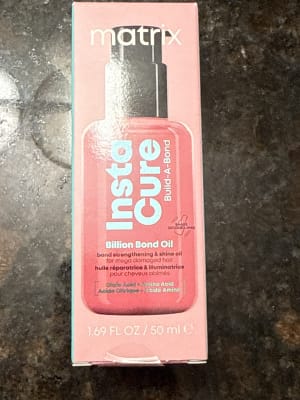 matrix
Insta
Cure
Build-A-Bond
Billion Bond Oil
bond strengthening & shine oil
for mega damaged hair
huile réparatrice & illuminatrice
pour cheveux abîmés
1.69 FL OZ / 50 ml e